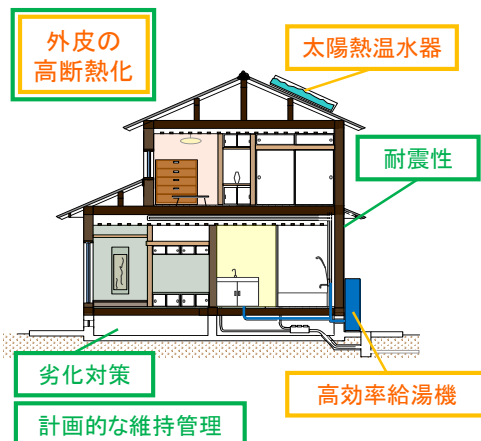 外皮の
高断熱化
太陽熱温水器
耐震性
劣化対策
高効率給湯機
計画的な維持管理